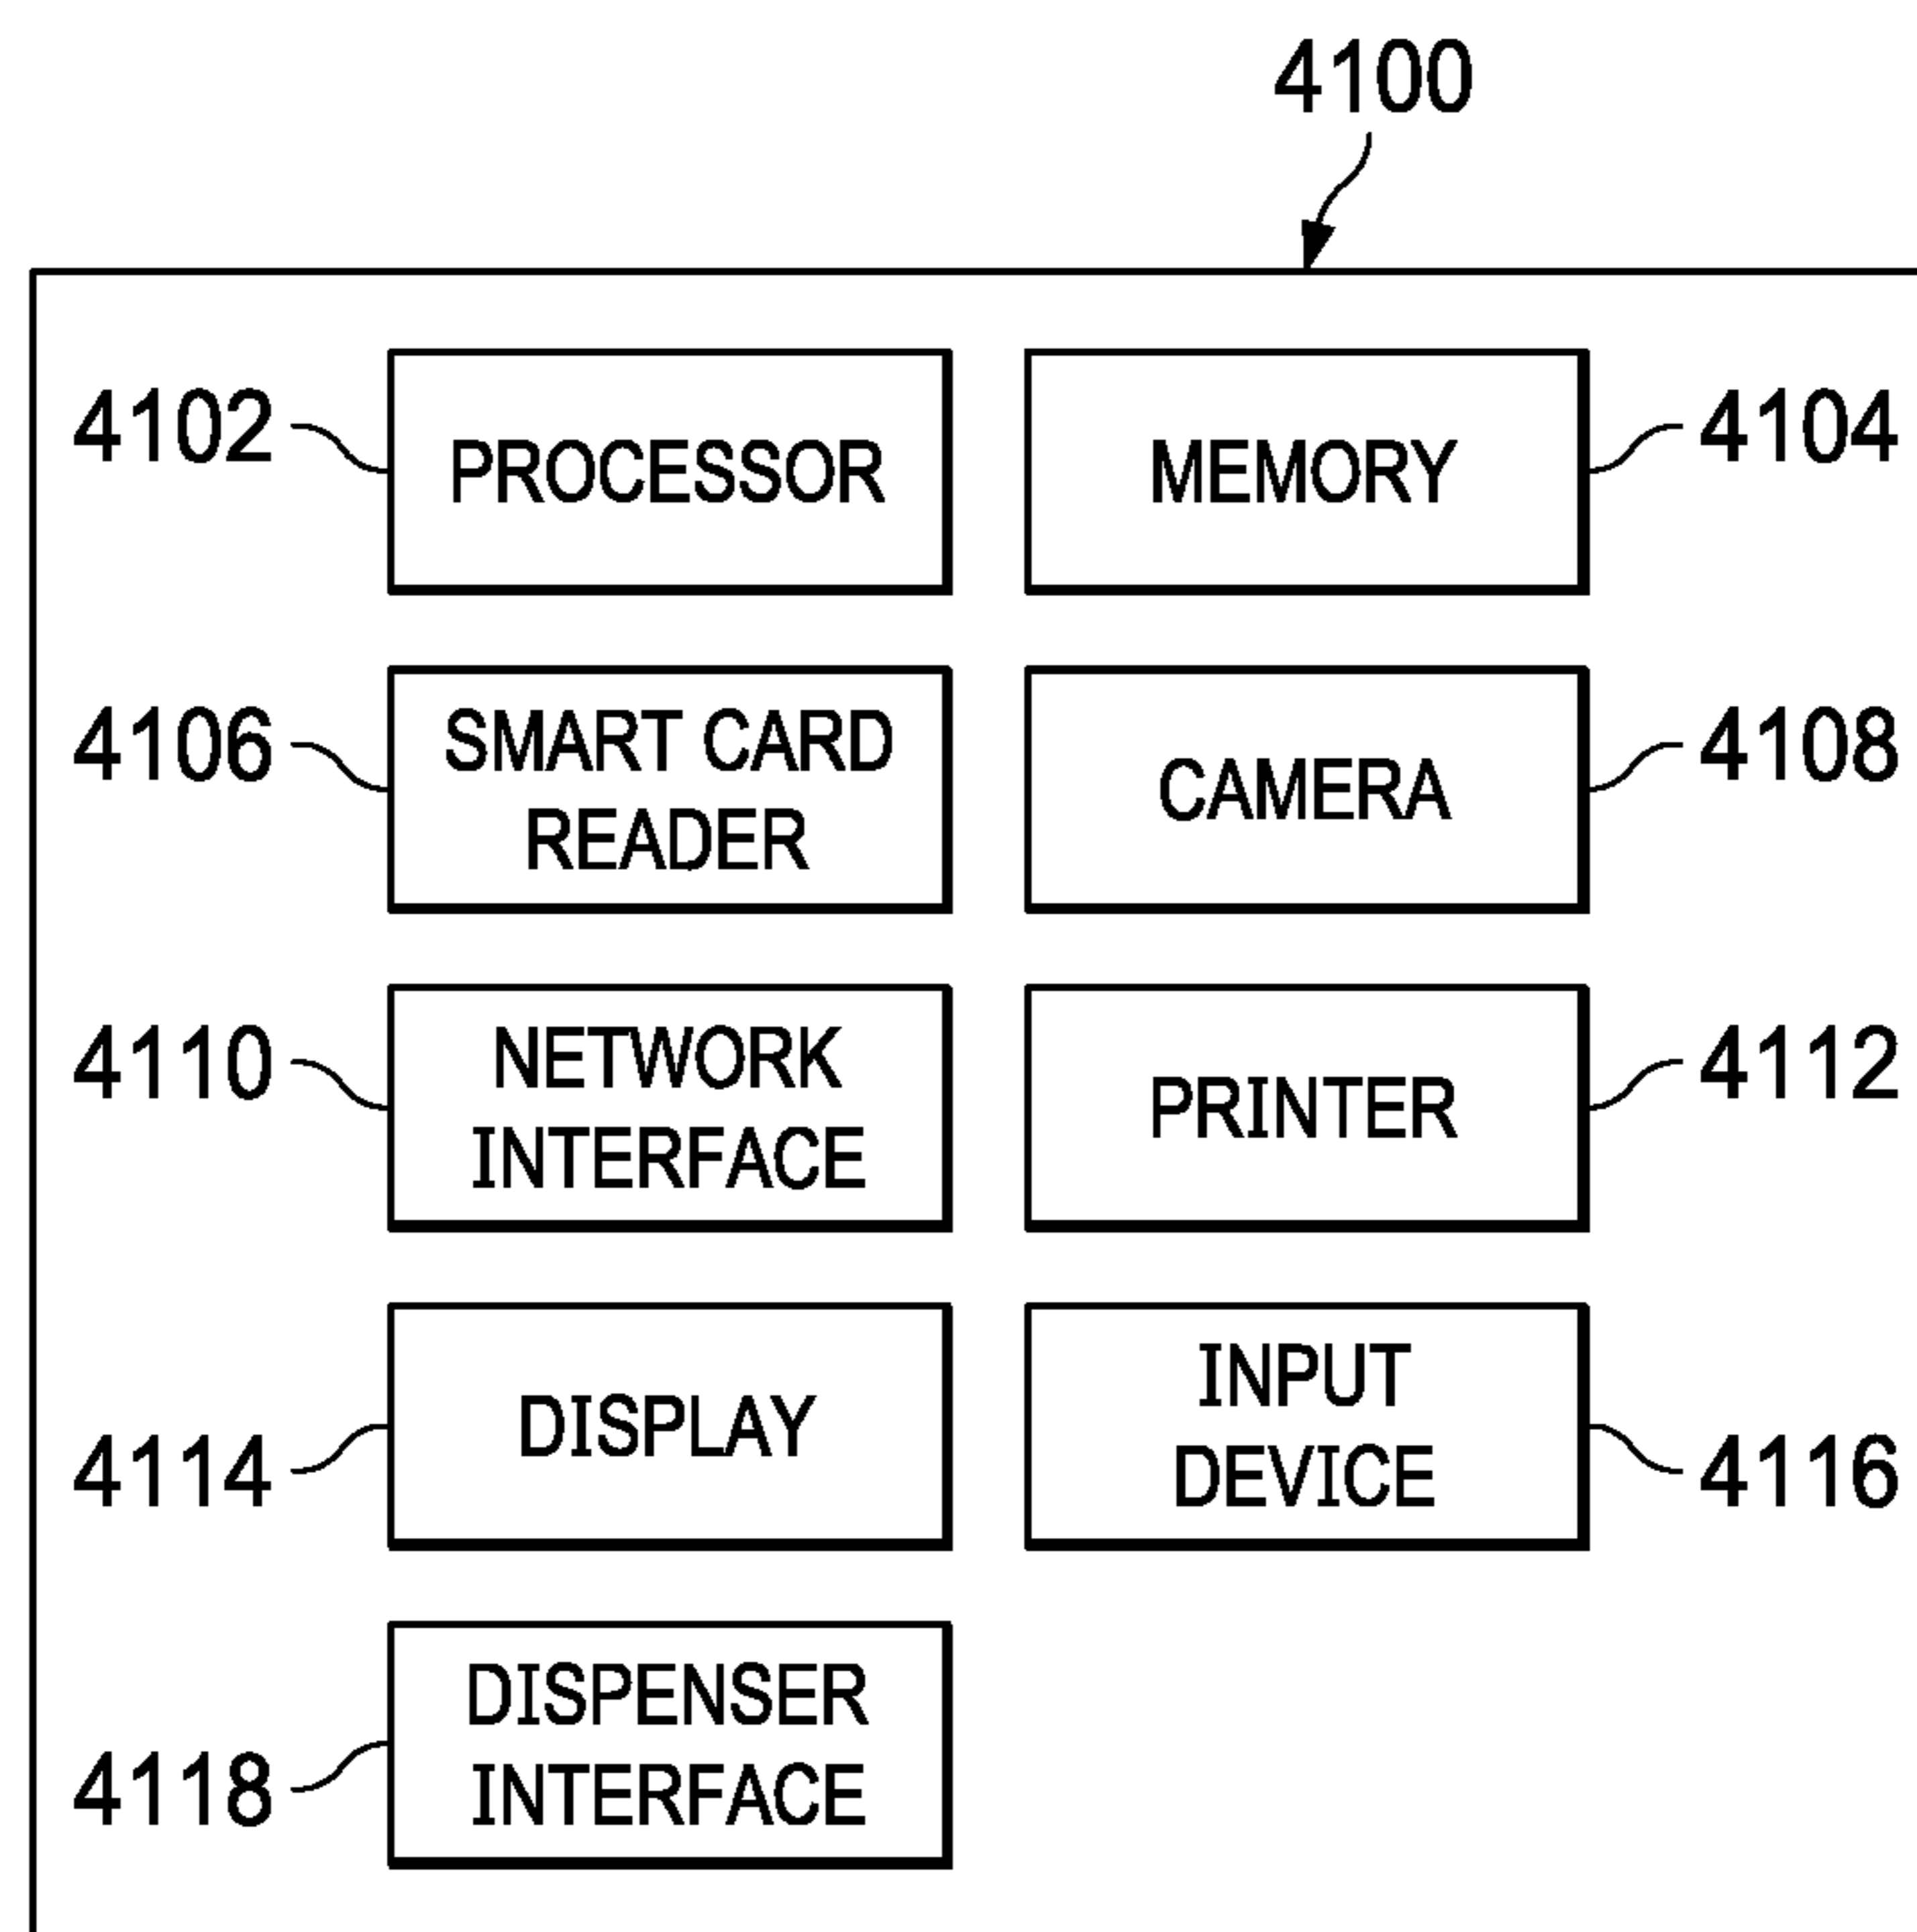 4100
4102
PROCESSOR
MEMORY
4104
4106
SMART CARD
READER
CAMERA
4108
4110
NETWORK
INTERFACE
PRINTER
4112
4114
DISPLAY
INPUT
DEVICE
4116
4118
DISPENSER
INTERFACE